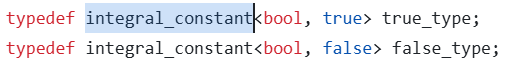 typedef integral_constant<bool, true> true_type;
typedef integral_constant<bool, false> false_type;